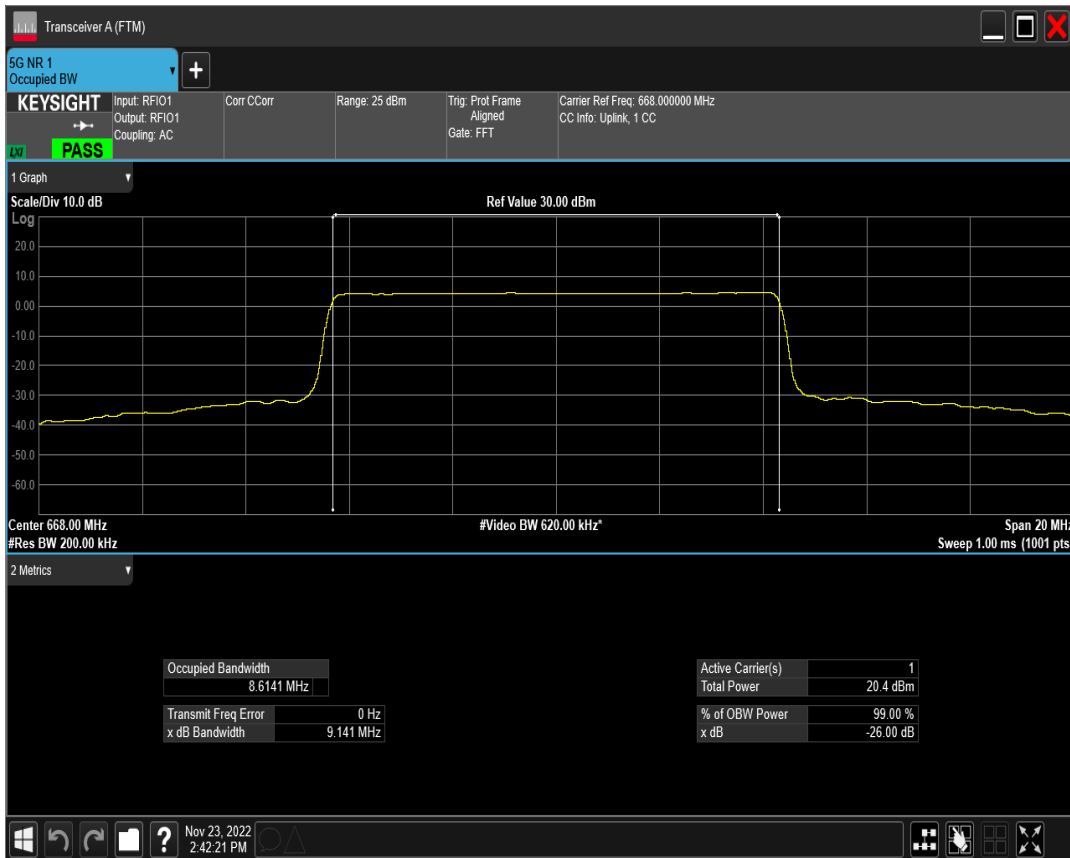 Transceiver A (FTM)
5G NR 1
Occupied BW
+
KEYSIGHT
LXI
PASS
Input: RFIO1
Output: RFIO1
Coupling: AC
Corr CCorr
Range: 25 dBm
Trig: Prot Frame
Aligned
Gate: FFT
Carrier Ref Freq: 668.000000 MHz
CC Info: Uplink, 1 CC
1 Graph
Scale/Div 10.0 dB
Ref Value 30.00 dBm
Log
20.0
10.0
0.00
-10.0
-20.0
-30.0
-40.0
-50.0
-60.0
Center 668.00 MHz
#Video BW 620.00 kHz*
Span 20 MHz
#Res BW 200.00 kHz
Sweep 1.00 ms (1001 pts
2 Metrics
Occupied Bandwidth
8.6141 MHz
Transmit Freq Error 0 Hz
x dB Bandwidth 9.141 MHz
Active Carrier(s) 1
Total Power 20.4 dBm
% of OBW Power 99.00 %
x dB -26.00 dB
?
Nov 23, 2022
2:42:21 PM